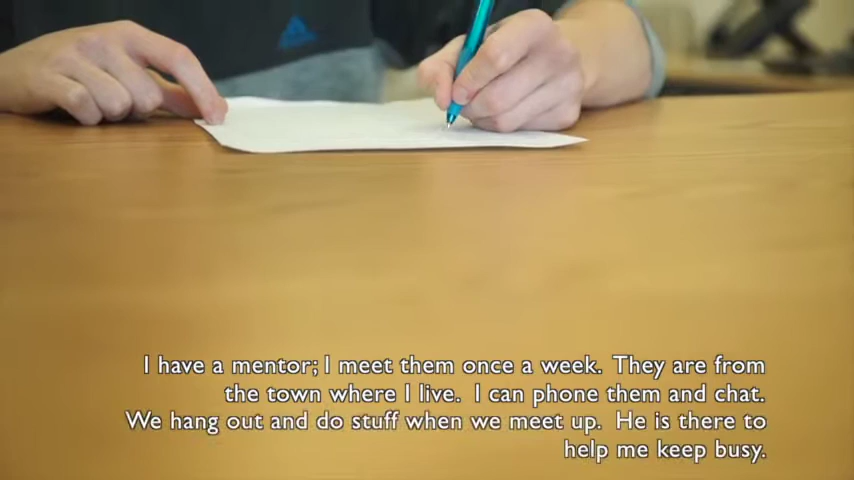 I have a mentor; I meet them once a week.  They are from
the town where I live.  I can phone them and chat.
We hang out and do stuff when we meet up.  He is there to
help me keep busy.